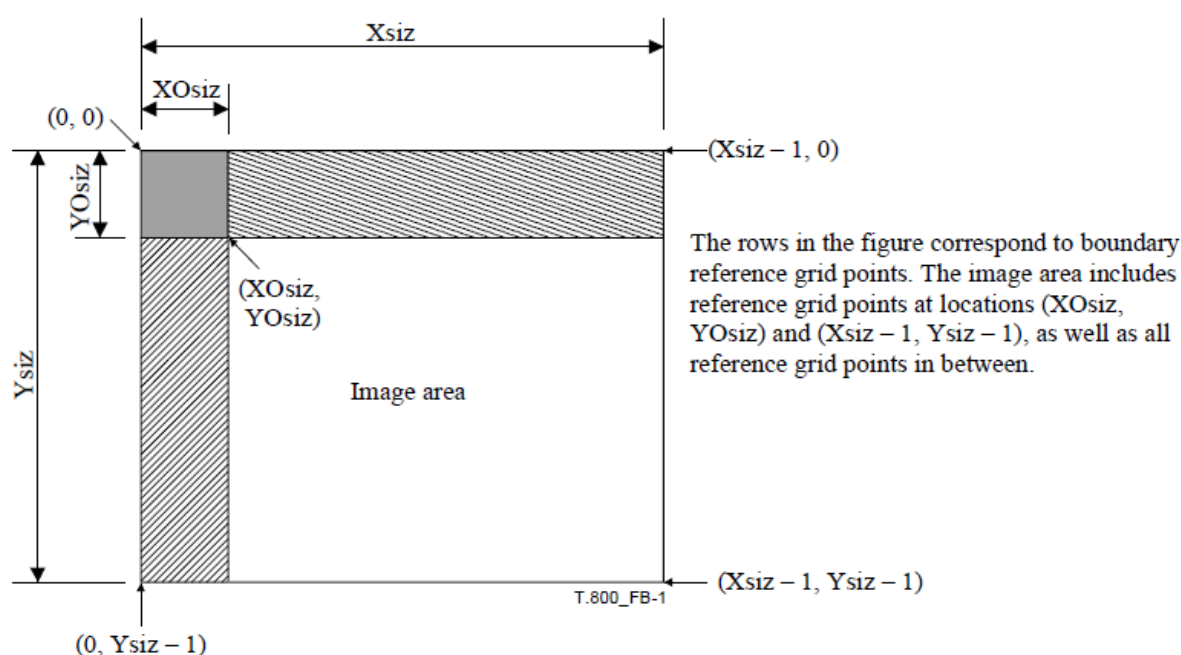 Xsiz
XOsiz
(0, 0)
(Xsiz – 1, 0)
YOsiz
The rows in the figure correspond to boundary
reference grid points. The image area includes
reference grid points at locations (XOsiz,
YOsiz) and (Xsiz – 1, Ysiz – 1), as well as all
reference grid points in between.
(XOsiz,
YOsiz)
Ysiz
Image area
(Xsiz – 1, Ysiz – 1)
T.800_FB-1
(0, Ysiz – 1)